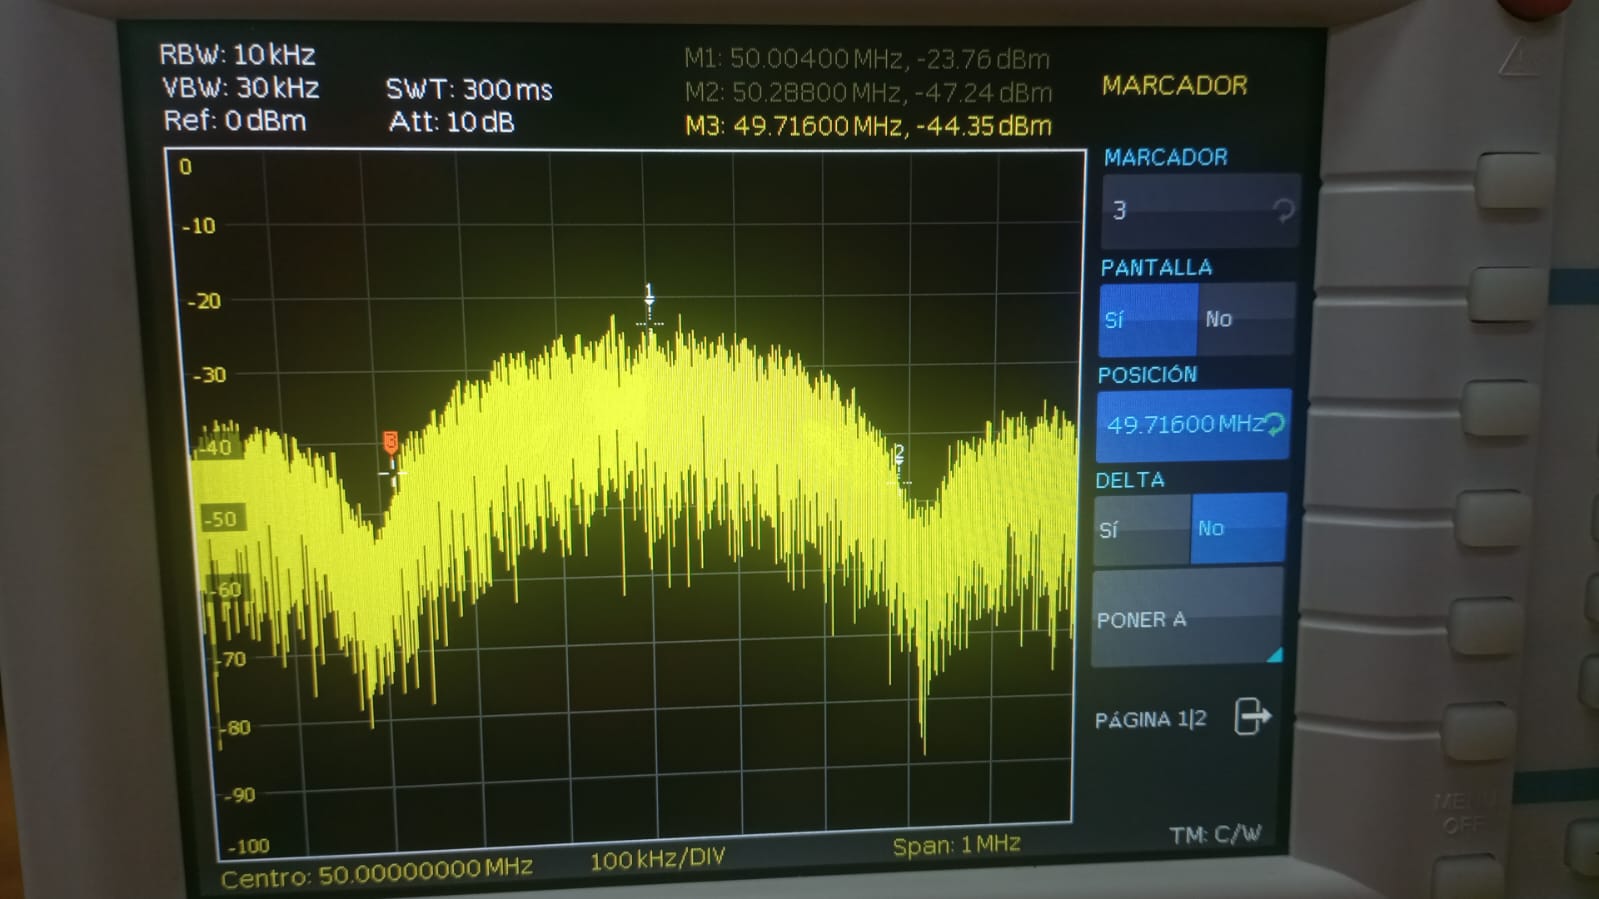 RBW: 10 kHz
VBW: 30 kHz
SWT: 300 ms
Ref: 0 dBm
Att: 10 dB
M1: 50.00400 MHz, -23.76 dBm
M2: 50.28800 MHz, -47.24 dBm
M3: 49.71600 MHz, -44.35 dBm
0
-10
-20
-30
-40
-50
-60
-70
-80
-90
-100
1
2
3
Centro: 50.00000000 MHz
100 kHz/DIV
Span: 1 MHz
MARCADOR
MARCADOR
3
PANTALLA
Sí No
POSICIÓN
49.71600 MHz
DELTA
Sí No
PONER A
PÁGINA 1|2
TM: C/W
MENU
OFF